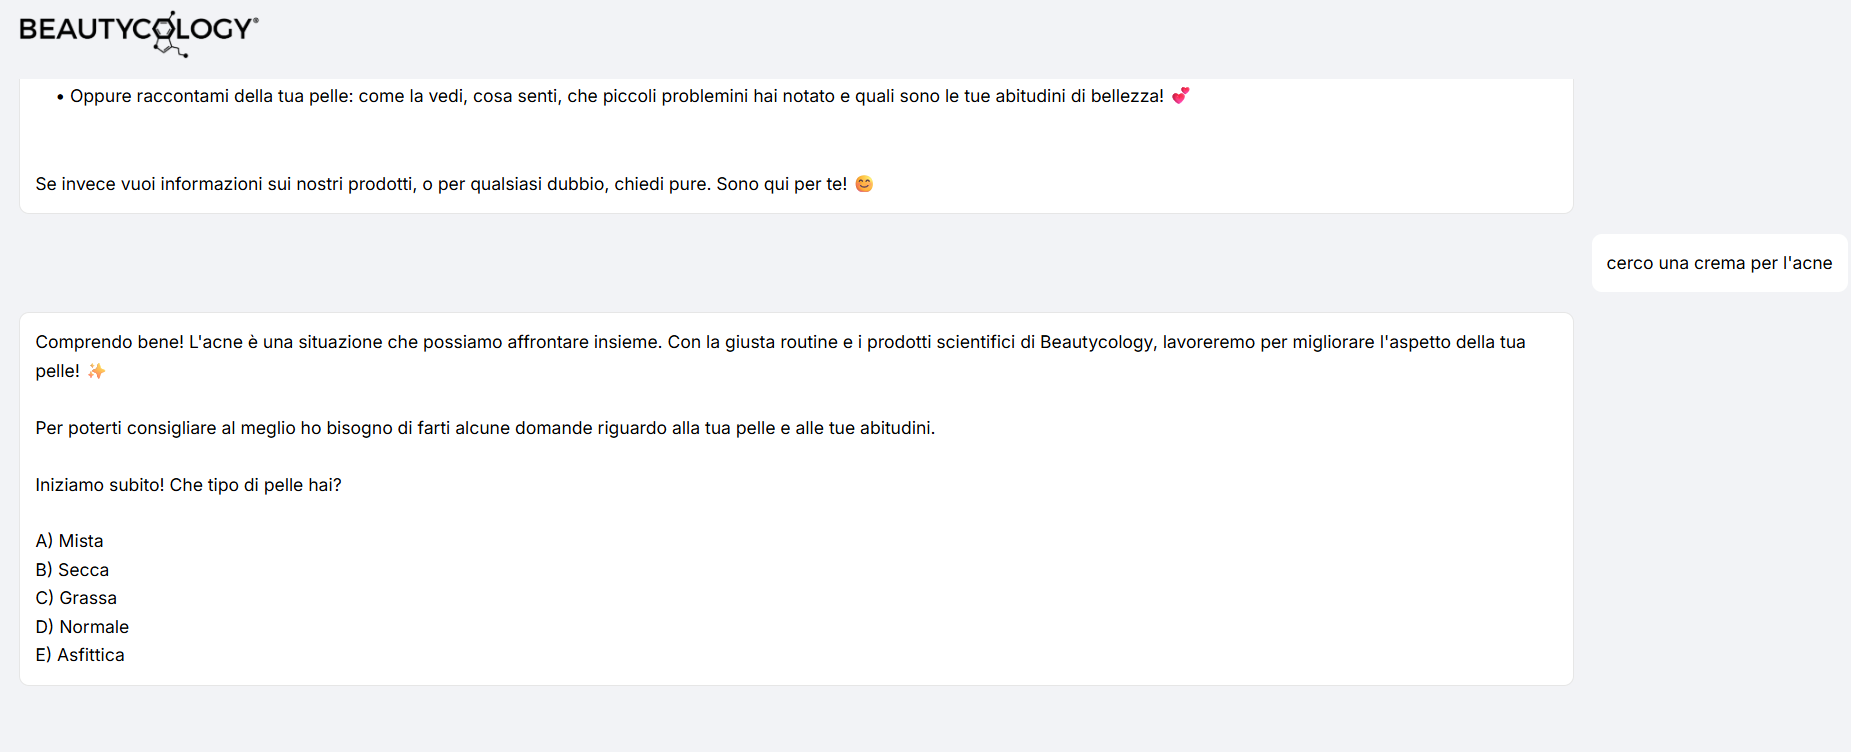 BEAUTYCOLOGY®
• Oppure raccontami della tua pelle: come la vedi, cosa senti, che piccoli problemini hai notato e quali sono le tue abitudini di bellezza! 💕
Se invece vuoi informazioni sui nostri prodotti, o per qualsiasi dubbio, chiedi pure. Sono qui per te! 😊
cerco una crema per l'acne
Comprendo bene! L'acne è una situazione che possiamo affrontare insieme. Con la giusta routine e i prodotti scientifici di Beautycology, lavoreremo per migliorare l'aspetto della tua
pelle! ✨
Per poterti consigliare al meglio ho bisogno di farti alcune domande riguardo alla tua pelle e alle tue abitudini.
Iniziamo subito! Che tipo di pelle hai?
A) Mista
B) Secca
C) Grassa
D) Normale
E) Asfittica